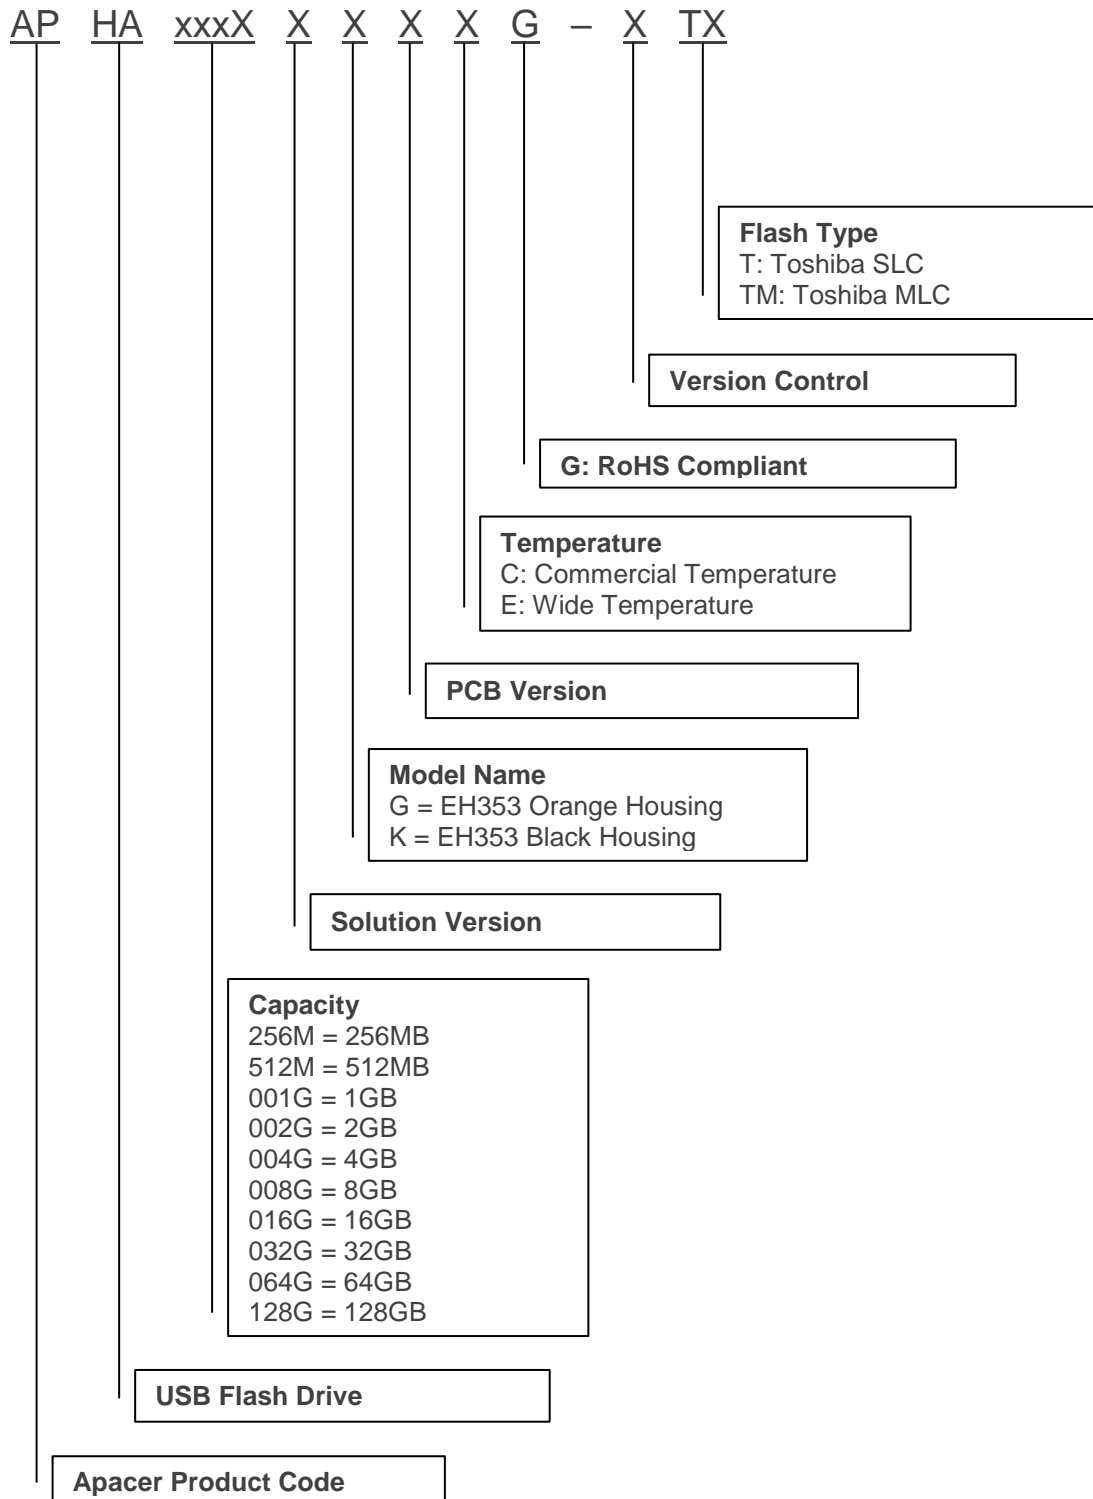 AP HA xxxX X X X X G – X TX
Flash Type
T: Toshiba SLC
TM: Toshiba MLC
Version Control
G: RoHS Compliant
Temperature
C: Commercial Temperature
E: Wide Temperature
PCB Version
Model Name
G = EH353 Orange Housing
K = EH353 Black Housing
Solution Version
Capacity
256M = 256MB
512M = 512MB
001G = 1GB
002G = 2GB
004G = 4GB
008G = 8GB
016G = 16GB
032G = 32GB
064G = 64GB
128G = 128GB
USB Flash Drive
Apacer Product Code